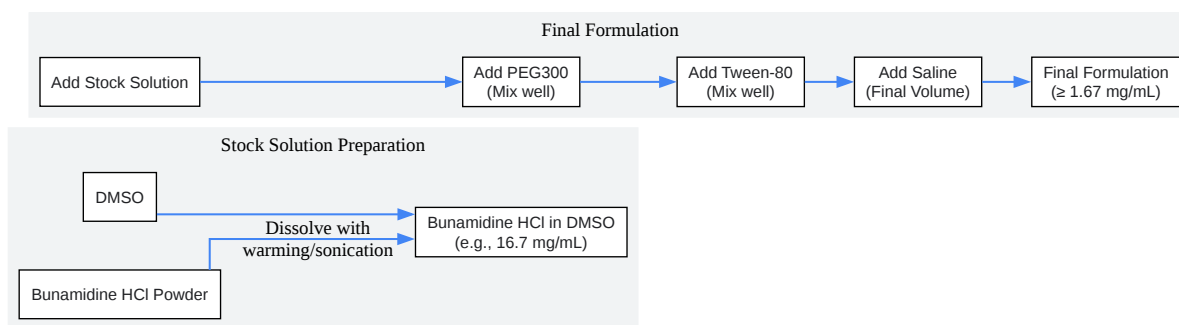 Final Formulation
Add Stock Solution
Add PEG300
(Mix well)
Add Tween-80
(Mix well)
Add Saline
(Final Volume)
Final Formulation
(≥ 1.67 mg/mL)
Stock Solution Preparation
DMSO
Dissolve with
warming/sonication
Bunamidine HCl in DMSO
(e.g., 16.7 mg/mL)
Bunamidine HCl Powder